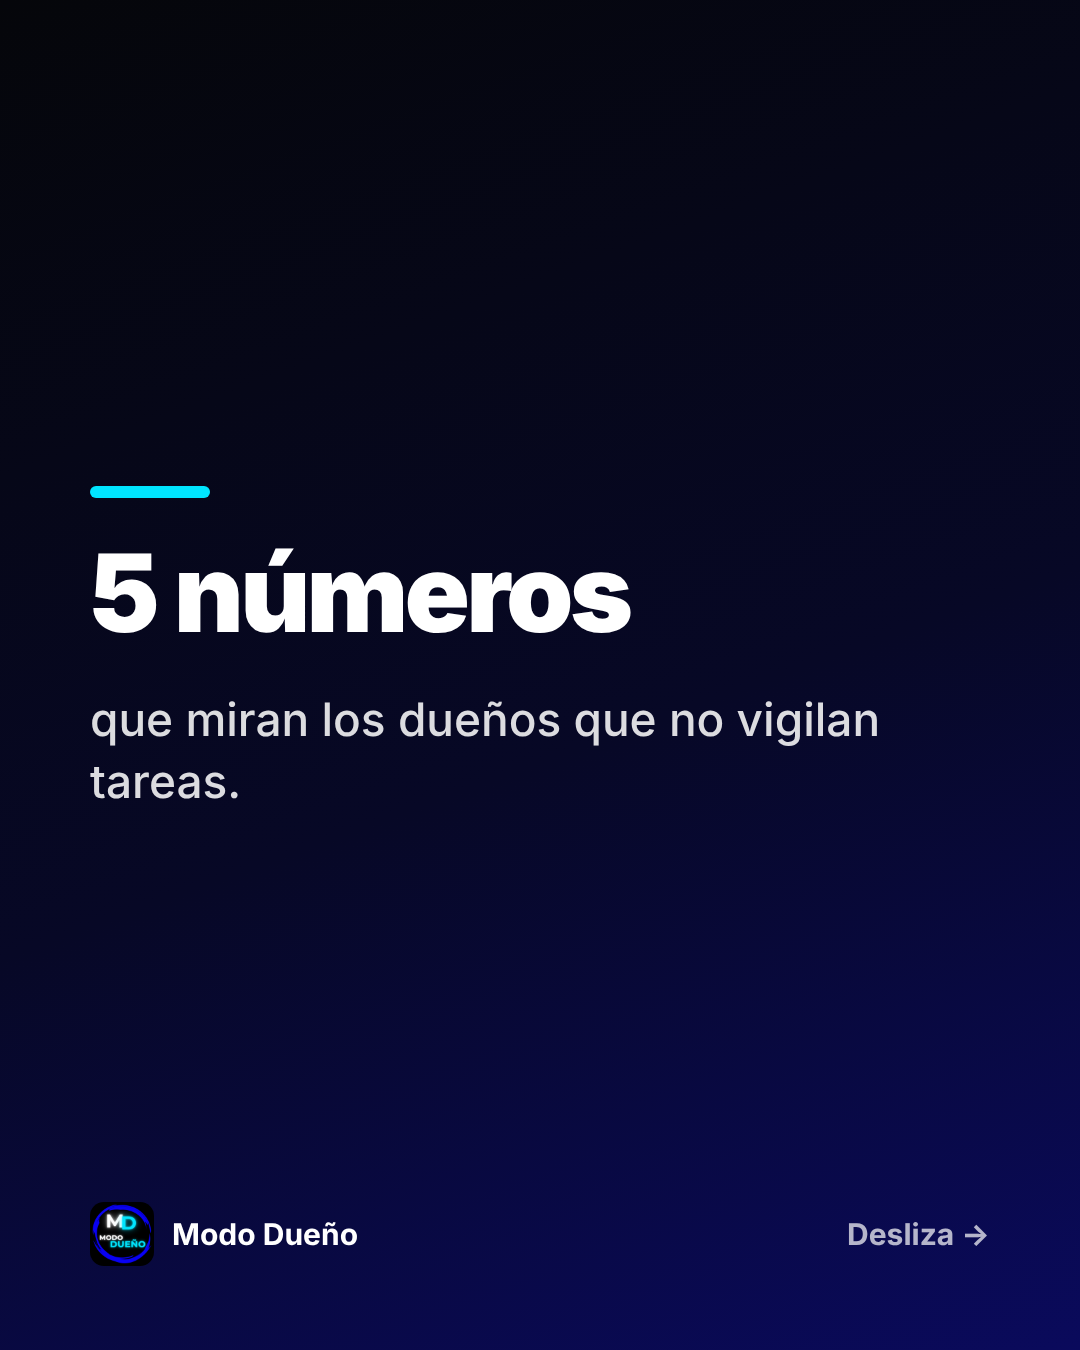 5 números
que miran los dueños que no vigilan
tareas.
MD
MODO
DUEÑO
Modo Dueño
Desliza →